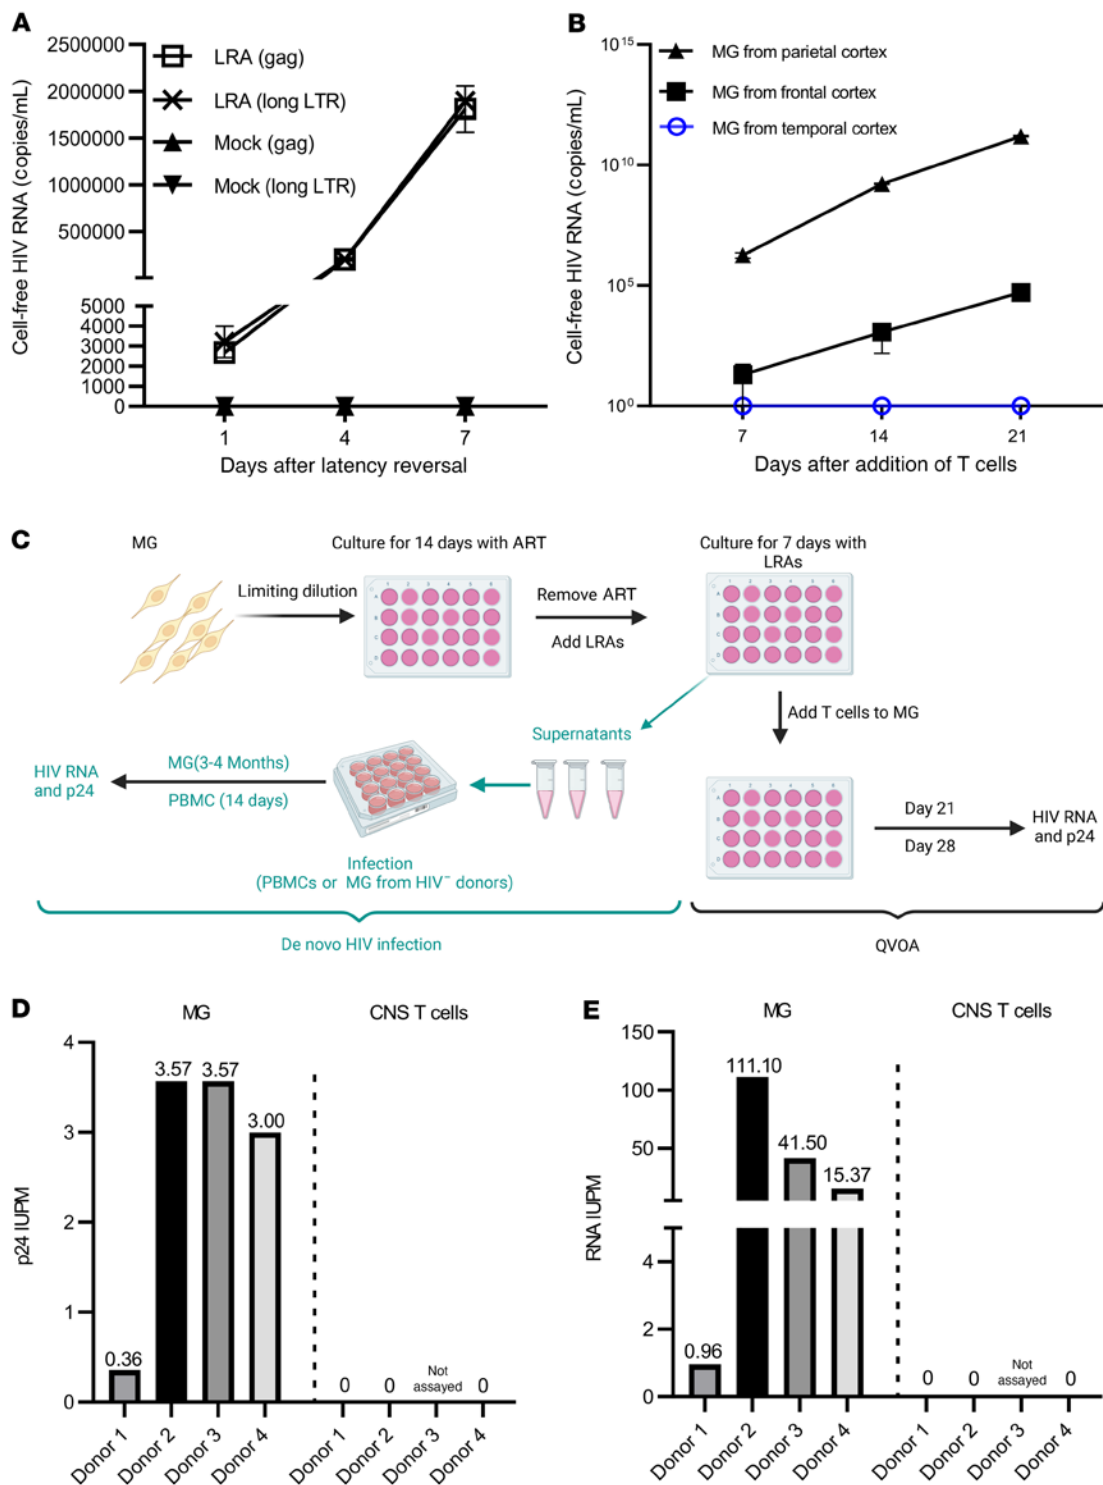 A
Cell-free HIV RNA (copies/mL)
2500000
2000000
1500000
1000000
500000
5000
4000
3000
2000
1000
0
LRA (gag)
LRA (long LTR)
Mock (gag)
Mock (long LTR)
1 4 7
Days after latency reversal
B
Cell-free HIV RNA (copies/mL)
10^15
10^10
10^5
10^0
MG from parietal cortex
MG from frontal cortex
MG from temporal cortex
7 14 21
Days after addition of T cells
C
MG
Limiting dilution
Culture for 14 days with ART
Remove ART
Add LRAs
Culture for 7 days with
LRAs
Add T cells to MG
Supernatants
MG(3-4 Months)
PBMC (14 days)
HIV RNA
and p24
Infection
(PBMCs or MG from HIV⁻ donors)
Day 21
Day 28
HIV RNA
and p24
De novo HIV infection
QVOA
D
MG CNS T cells
p24 IUPM
4
3
2
1
0
0.36
3.57
3.57
3.00
0 0 Not
assayed 0
Donor 1 Donor 2 Donor 3 Donor 4 Donor 1 Donor 2 Donor 3 Donor 4
E
MG CNS T cells
RNA IUPM
150
100
50
4
2
0
0.96
111.10
41.50
15.37
0 0 Not
assayed 0
Donor 1 Donor 2 Donor 3 Donor 4 Donor 1 Donor 2 Donor 3 Donor 4